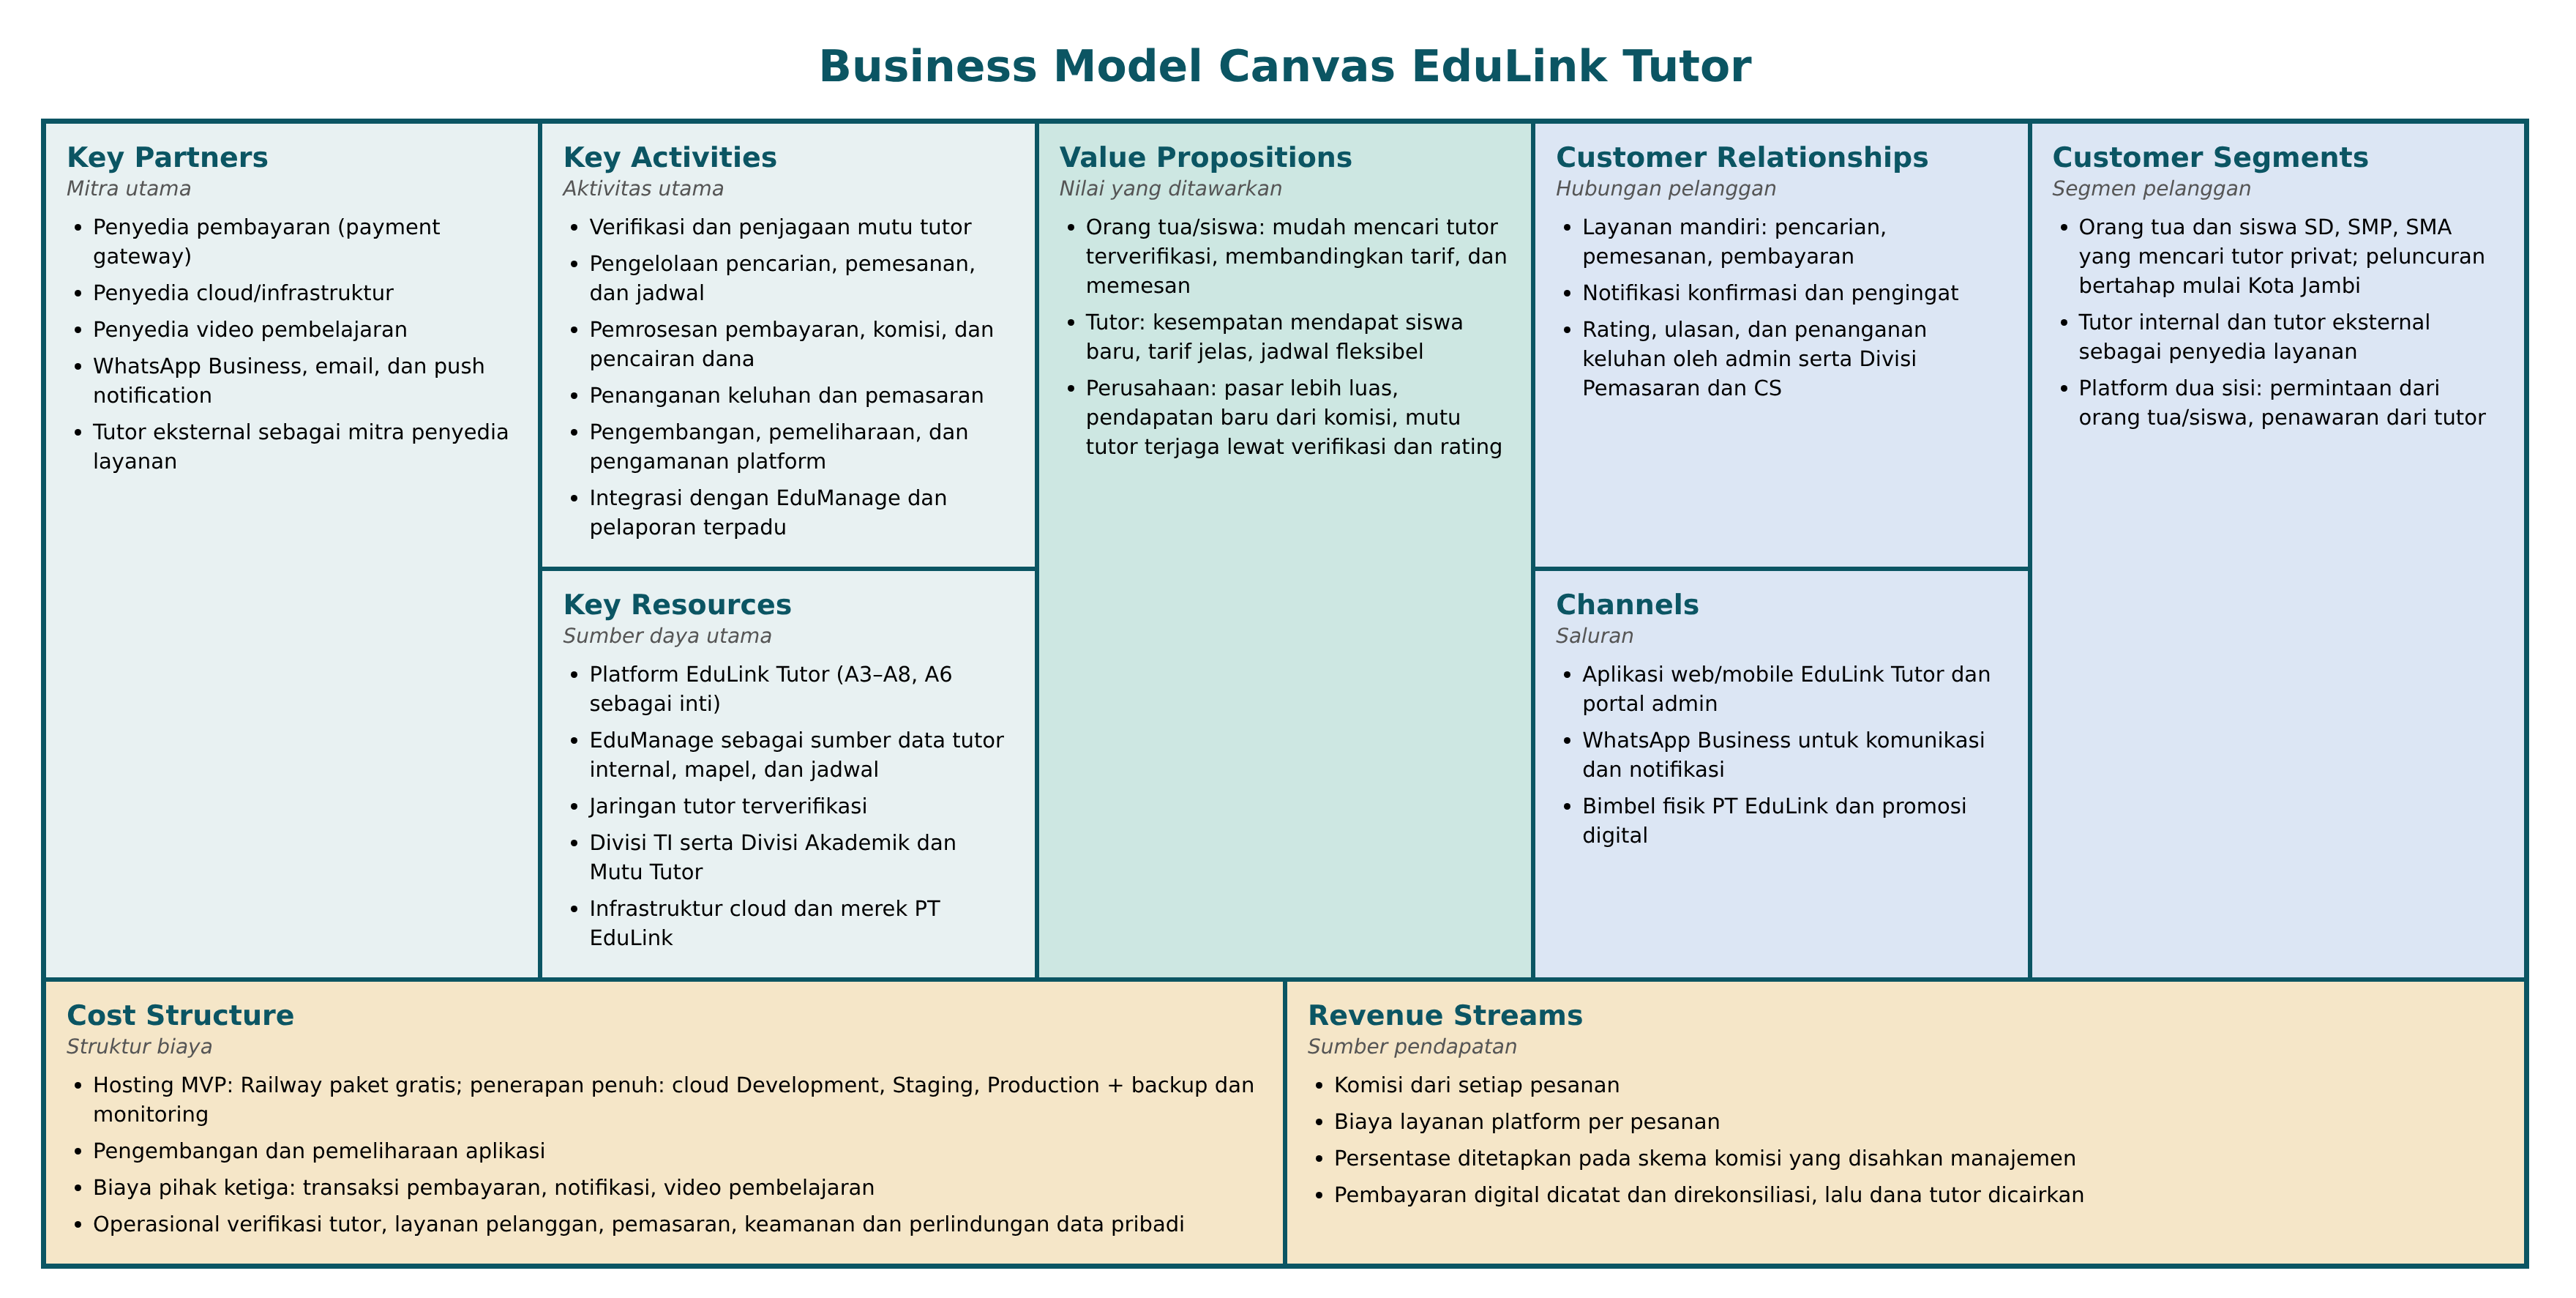 Business Model Canvas EduLink Tutor
Key Partners
Mitra utama
• Penyedia pembayaran (payment
gateway)
• Penyedia cloud/infrastruktur
• Penyedia video pembelajaran
• WhatsApp Business, email, dan push
notification
• Tutor eksternal sebagai mitra penyedia
layanan
Key Activities
Aktivitas utama
• Verifikasi dan penjagaan mutu tutor
• Pengelolaan pencarian, pemesanan,
dan jadwal
• Pemrosesan pembayaran, komisi, dan
pencairan dana
• Penanganan keluhan dan pemasaran
• Pengembangan, pemeliharaan, dan
pengamanan platform
• Integrasi dengan EduManage dan
pelaporan terpadu
Key Resources
Sumber daya utama
• Platform EduLink Tutor (A3–A8, A6
sebagai inti)
• EduManage sebagai sumber data tutor
internal, mapel, dan jadwal
• Jaringan tutor terverifikasi
• Divisi TI serta Divisi Akademik dan
Mutu Tutor
• Infrastruktur cloud dan merek PT
EduLink
Value Propositions
Nilai yang ditawarkan
• Orang tua/siswa: mudah mencari tutor
terverifikasi, membandingkan tarif, dan
memesan
• Tutor: kesempatan mendapat siswa
baru, tarif jelas, jadwal fleksibel
• Perusahaan: pasar lebih luas,
pendapatan baru dari komisi, mutu
tutor terjaga lewat verifikasi dan rating
Customer Relationships
Hubungan pelanggan
• Layanan mandiri: pencarian,
pemesanan, pembayaran
• Notifikasi konfirmasi dan pengingat
• Rating, ulasan, dan penanganan
keluhan oleh admin serta Divisi
Pemasaran dan CS
Channels
Saluran
• Aplikasi web/mobile EduLink Tutor dan
portal admin
• WhatsApp Business untuk komunikasi
dan notifikasi
• Bimbel fisik PT EduLink dan promosi
digital
Customer Segments
Segmen pelanggan
• Orang tua dan siswa SD, SMP, SMA
yang mencari tutor privat; peluncuran
bertahap mulai Kota Jambi
• Tutor internal dan tutor eksternal
sebagai penyedia layanan
• Platform dua sisi: permintaan dari
orang tua/siswa, penawaran dari tutor
Cost Structure
Struktur biaya
• Hosting MVP: Railway paket gratis; penerapan penuh: cloud Development, Staging, Production + backup dan
monitoring
• Pengembangan dan pemeliharaan aplikasi
• Biaya pihak ketiga: transaksi pembayaran, notifikasi, video pembelajaran
• Operasional verifikasi tutor, layanan pelanggan, pemasaran, keamanan dan perlindungan data pribadi
Revenue Streams
Sumber pendapatan
• Komisi dari setiap pesanan
• Biaya layanan platform per pesanan
• Persentase ditetapkan pada skema komisi yang disahkan manajemen
• Pembayaran digital dicatat dan direkonsiliasi, lalu dana tutor dicairkan